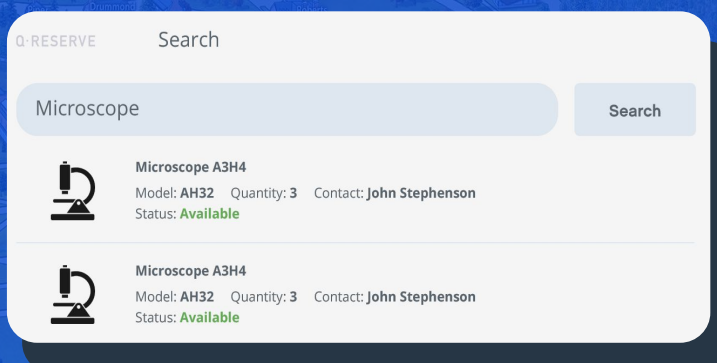 Q·RESERVE Search
Microscope Search
Microscope A3H4
Model: AH32 Quantity: 3 Contact: John Stephenson
Status: Available
Microscope A3H4
Model: AH32 Quantity: 3 Contact: John Stephenson
Status: Available